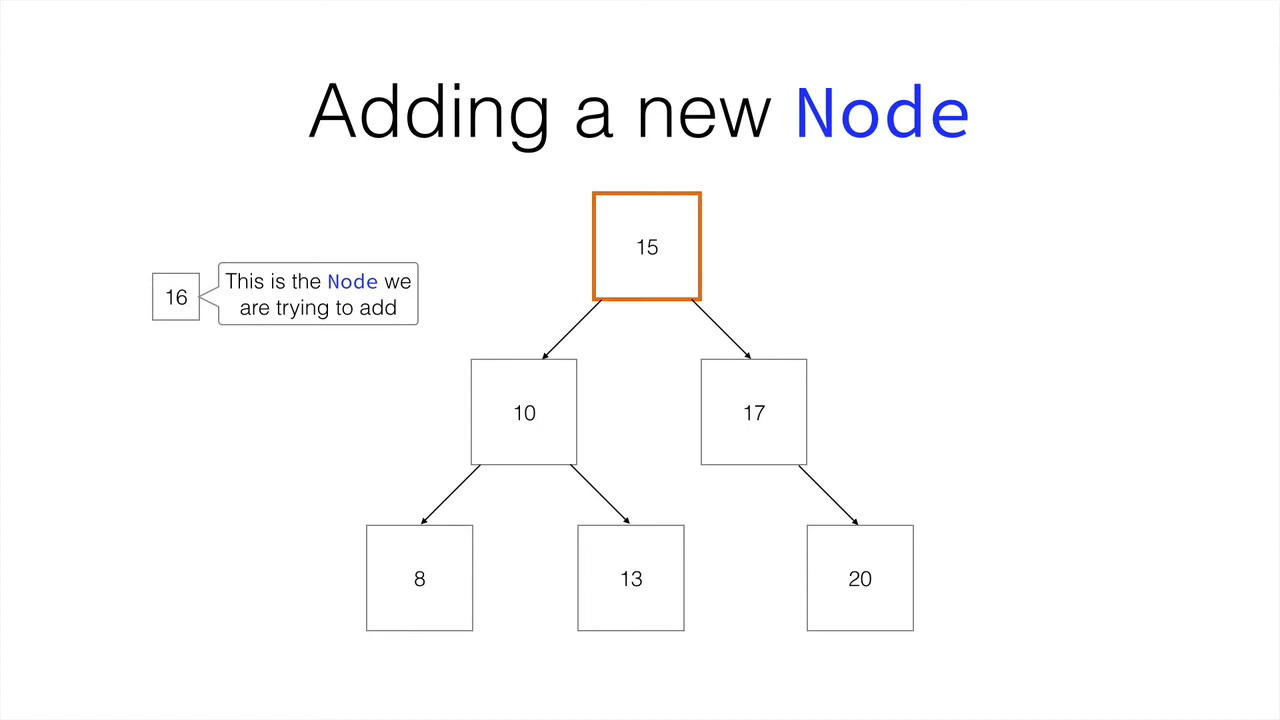 Adding a new Node
15
16
This is the Node we
are trying to add
10
17
8
13
20